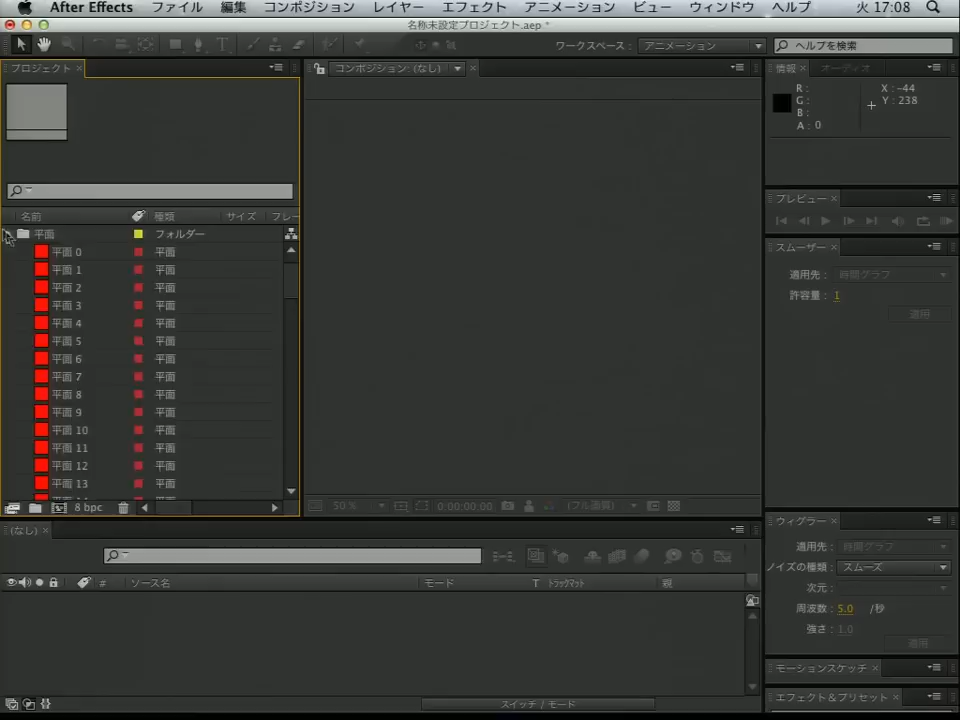 After Effects ファイル 編集 コンポジション レイヤー エフェクト アニメーション ビュー ウィンドウ ヘルプ 火 17:08
名称未設定プロジェクト.aep *
ワークスペース： アニメーション ヘルプを検索
プロジェクト × コンポジション：(なし) × 情報 × オーディオ
R：
G：
B：
A：0
X：-44
Y：238
プレビュー ×
名前 種類 サイズ フレー
平面 フォルダー
平面 0 平面
平面 1 平面
平面 2 平面
平面 3 平面
平面 4 平面
平面 5 平面
平面 6 平面
平面 7 平面
平面 8 平面
平面 9 平面
平面 10 平面
平面 11 平面
平面 12 平面
平面 13 平面
スムーザー ×
適用先： 時間グラフ
許容量： 1
適用
8 bpc 50 % 0:00:00:00 (フル画質)
(なし) ×
# ソース名 モード T トラックマット 親
ウィグラー ×
適用先： 時間グラフ
ノイズの種類： スムーズ
次元：
周波数： 5.0 /秒
強さ： 1.0
適用
モーションスケッチ ×
エフェクト＆プリセット ×
スイッチ / モード